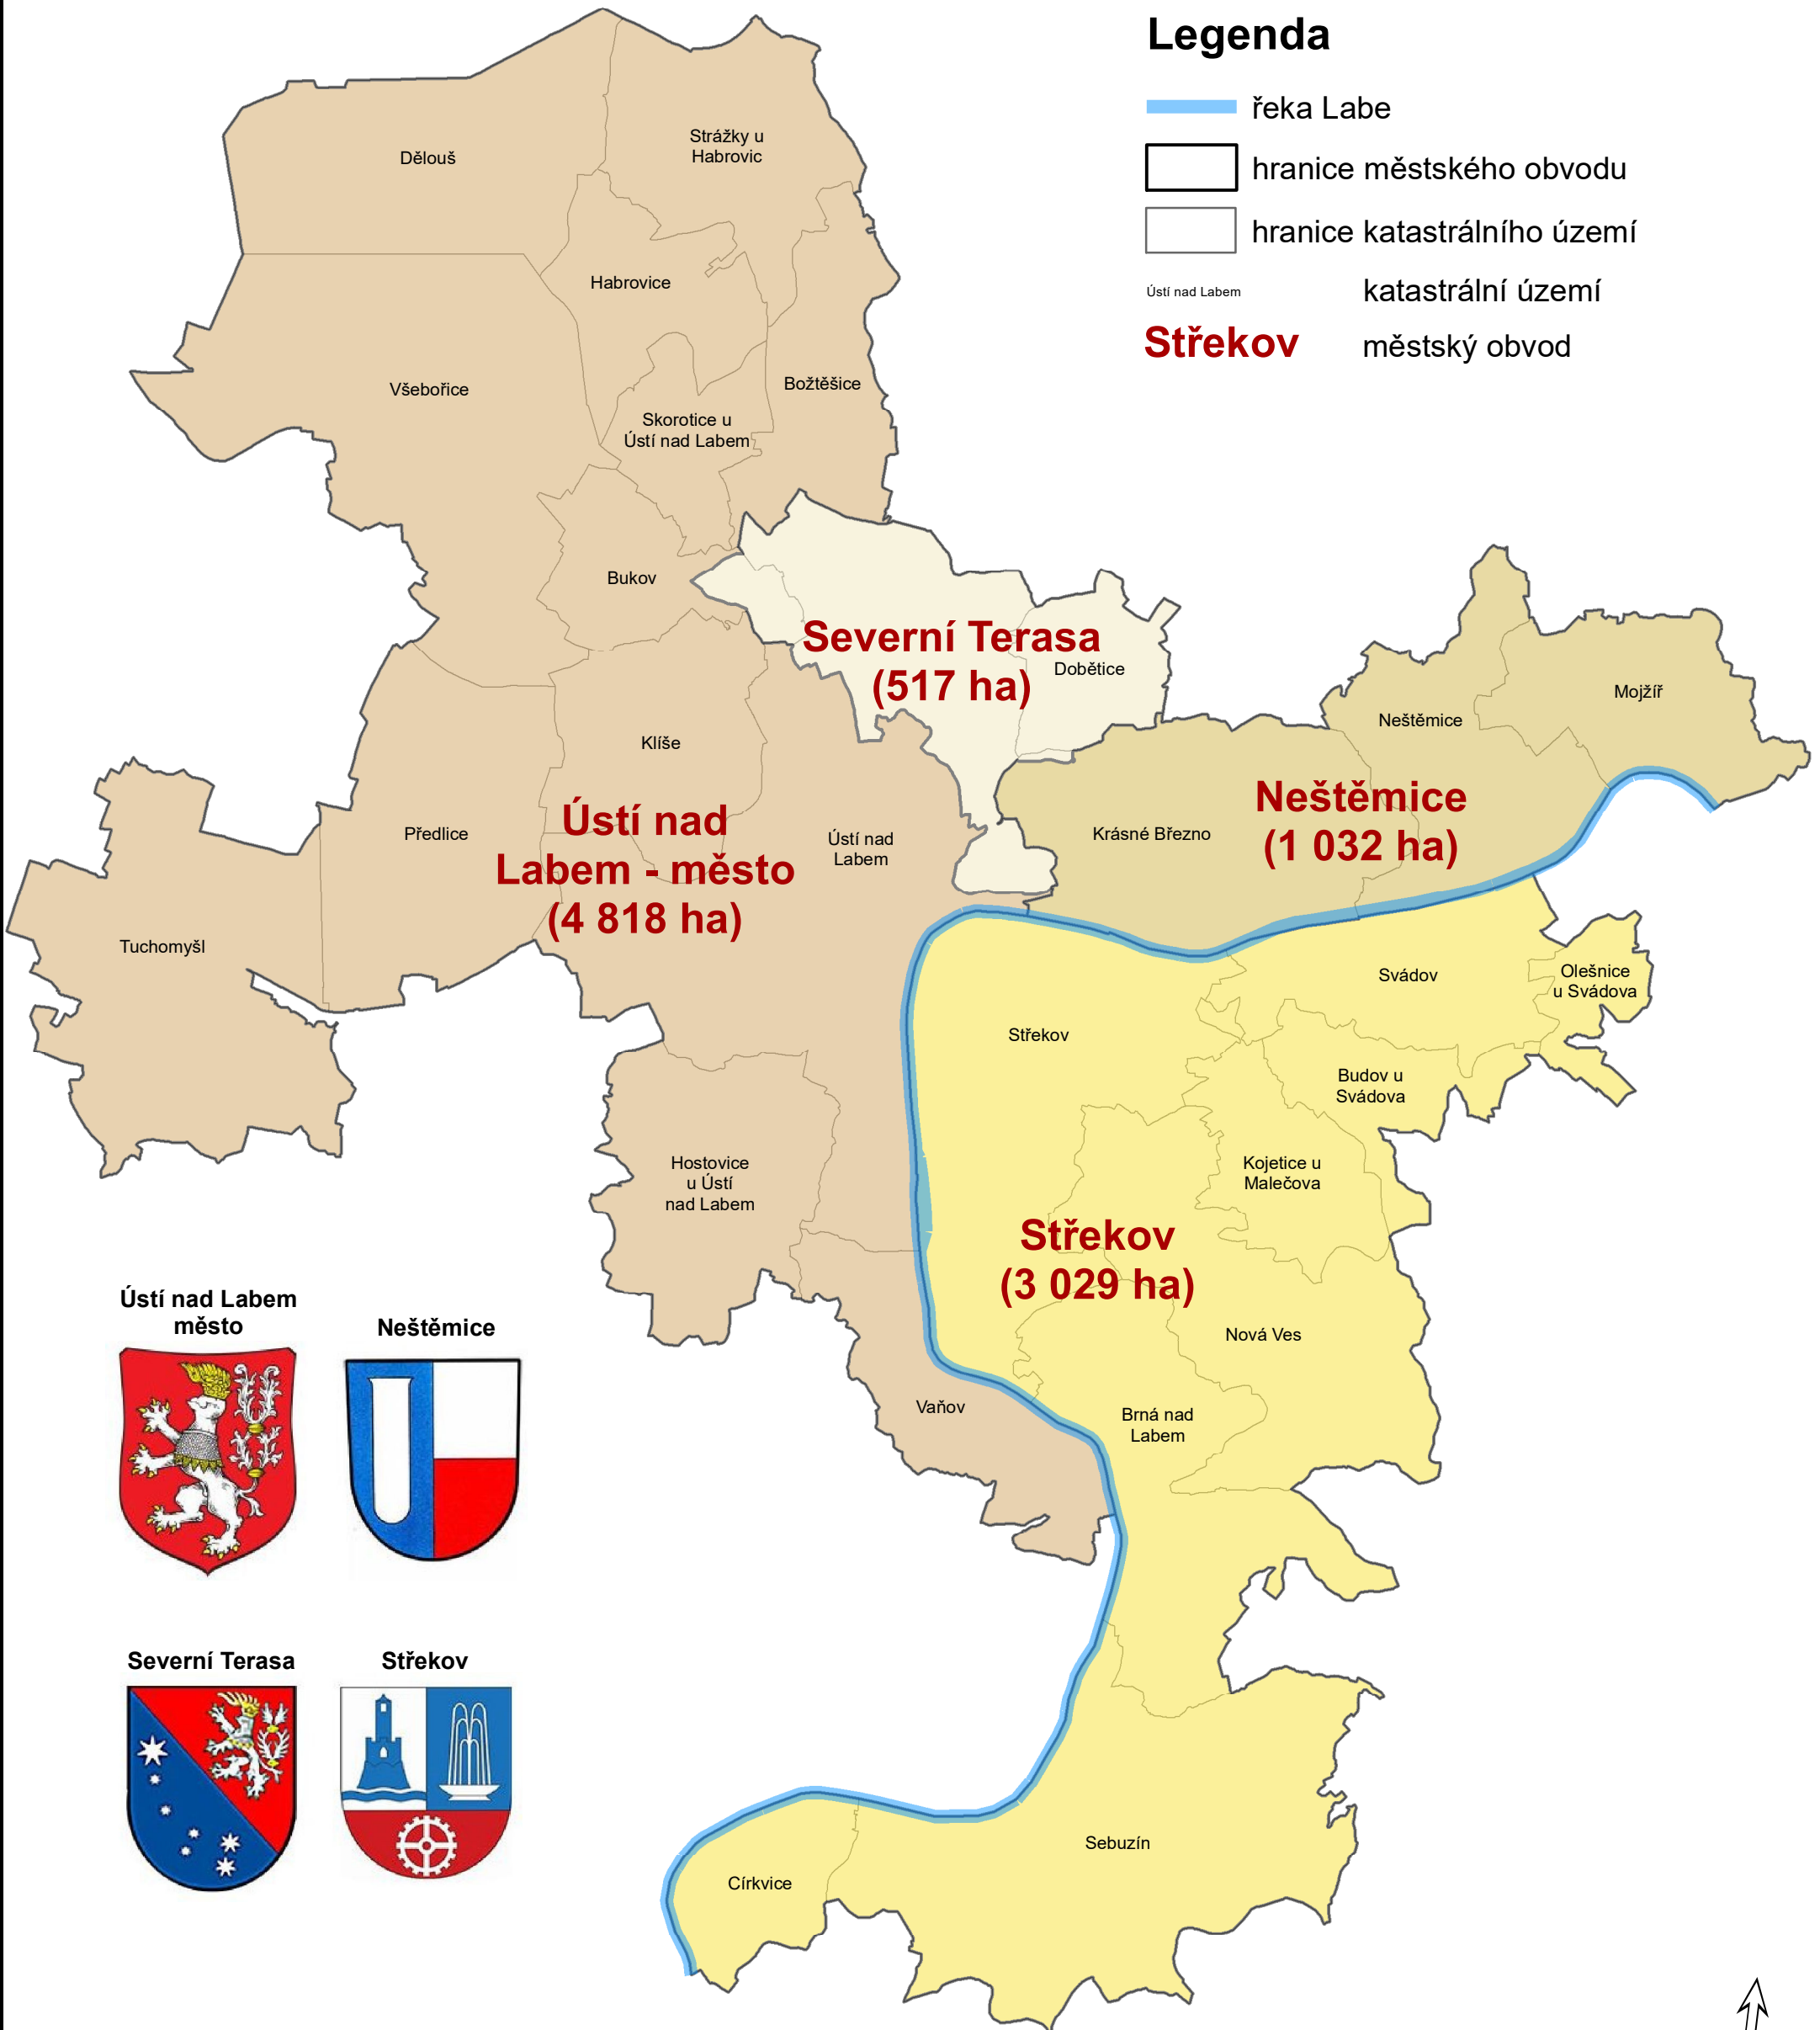 Legenda
řeka Labe
hranice městského obvodu
hranice katastrálního území
Ústí nad Labem
katastrální území
Střekov
městský obvod
Dělouš
Strážky u
Habrovic
Habrovice
Všebořice
Božtěšice
Skorotice u
Ústí nad Labem
Bukov
Severní Terasa
(517 ha)
Dobětice
Mojžíř
Neštěmice
Klíše
Neštěmice
(1 032 ha)
Krásné Březno
Předlice
Ústí nad
Labem - město
(4 818 ha)
Ústí nad
Labem
Tuchomyšl
Svádov
Olešnice
u Svádova
Střekov
Budov u
Svádova
Hostovice
u Ústí
nad Labem
Kojetice u
Malečova
Střekov
(3 029 ha)
Nová Ves
Vaňov
Brná nad
Labem
Ústí nad Labem
město
Neštěmice
Severní Terasa
Střekov
Sebuzín
Církvice